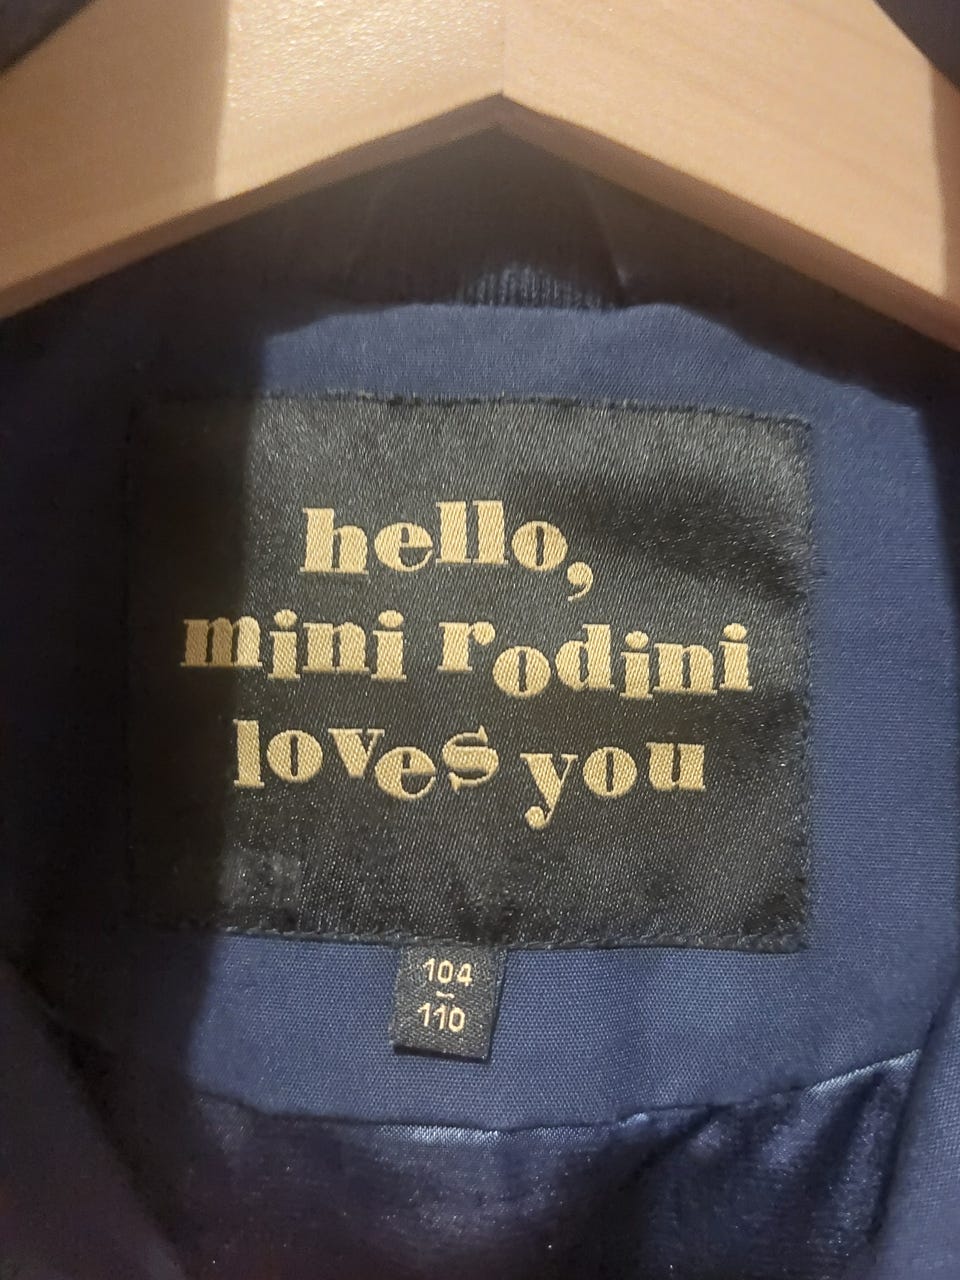 hello,
mini rodini
loves you
104
-
110